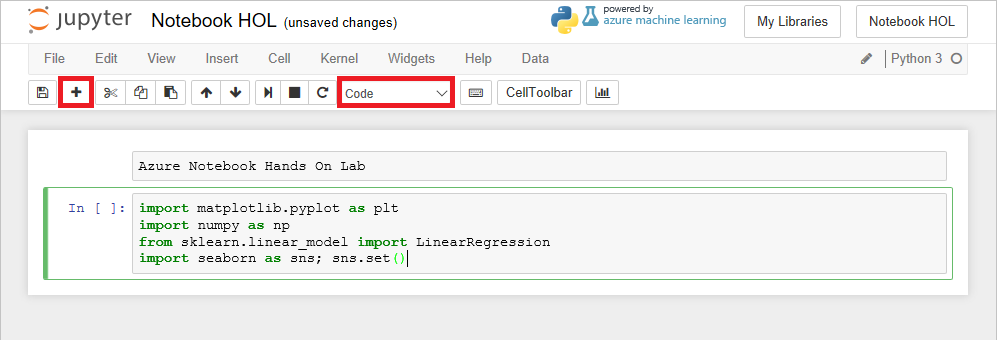 jupyter Notebook HOL (unsaved changes)
powered by
azure machine learning
My Libraries
Notebook HOL
File Edit View Insert Cell Kernel Widgets Help Data
Python 3
Code
CellToolbar
Azure Notebook Hands On Lab
In [ ]: import matplotlib.pyplot as plt
import numpy as np
from sklearn.linear_model import LinearRegression
import seaborn as sns; sns.set()